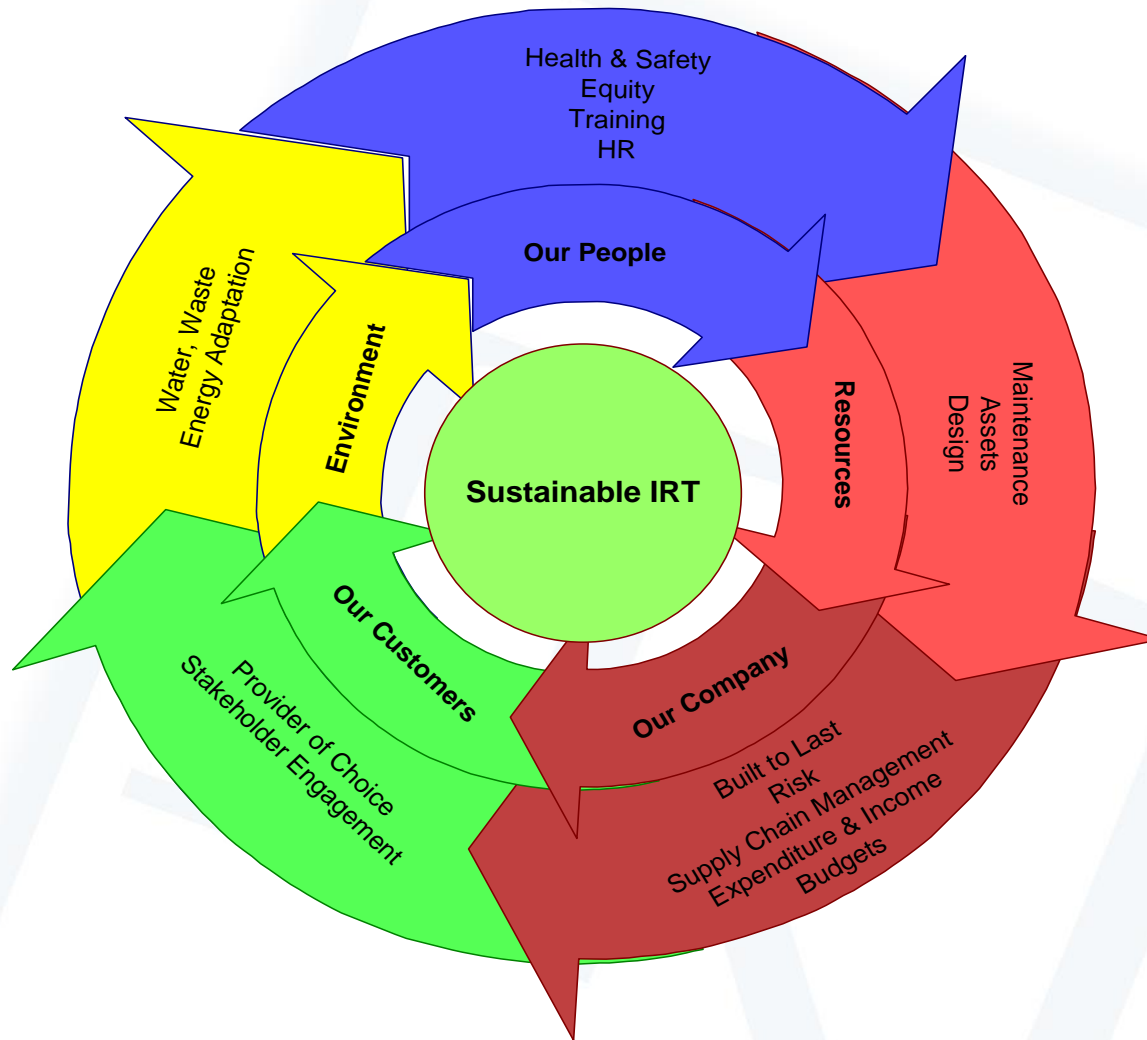 Health & Safety
Equity
Training
HR
Our People
Water, Waste
Energy Adaptation
Environment
Resources
Maintenance
Assets
Design
Sustainable IRT
Our Customers
Provider of Choice
Stakeholder Engagement
Our Company
Built to Last
Risk
Supply Chain Management
Expenditure & Income
Budgets